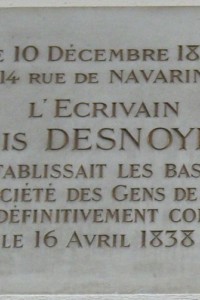 E 10 DÉCEMBRE 18
14 RUE DE NAVARIN
L'ECRIVAIN
IS DESNOYE
TABLISSAIT LES BAS
CIÉTÉ DES GENS DE
DÉFINITIVEMENT CO
LE 16 AVRIL 1838